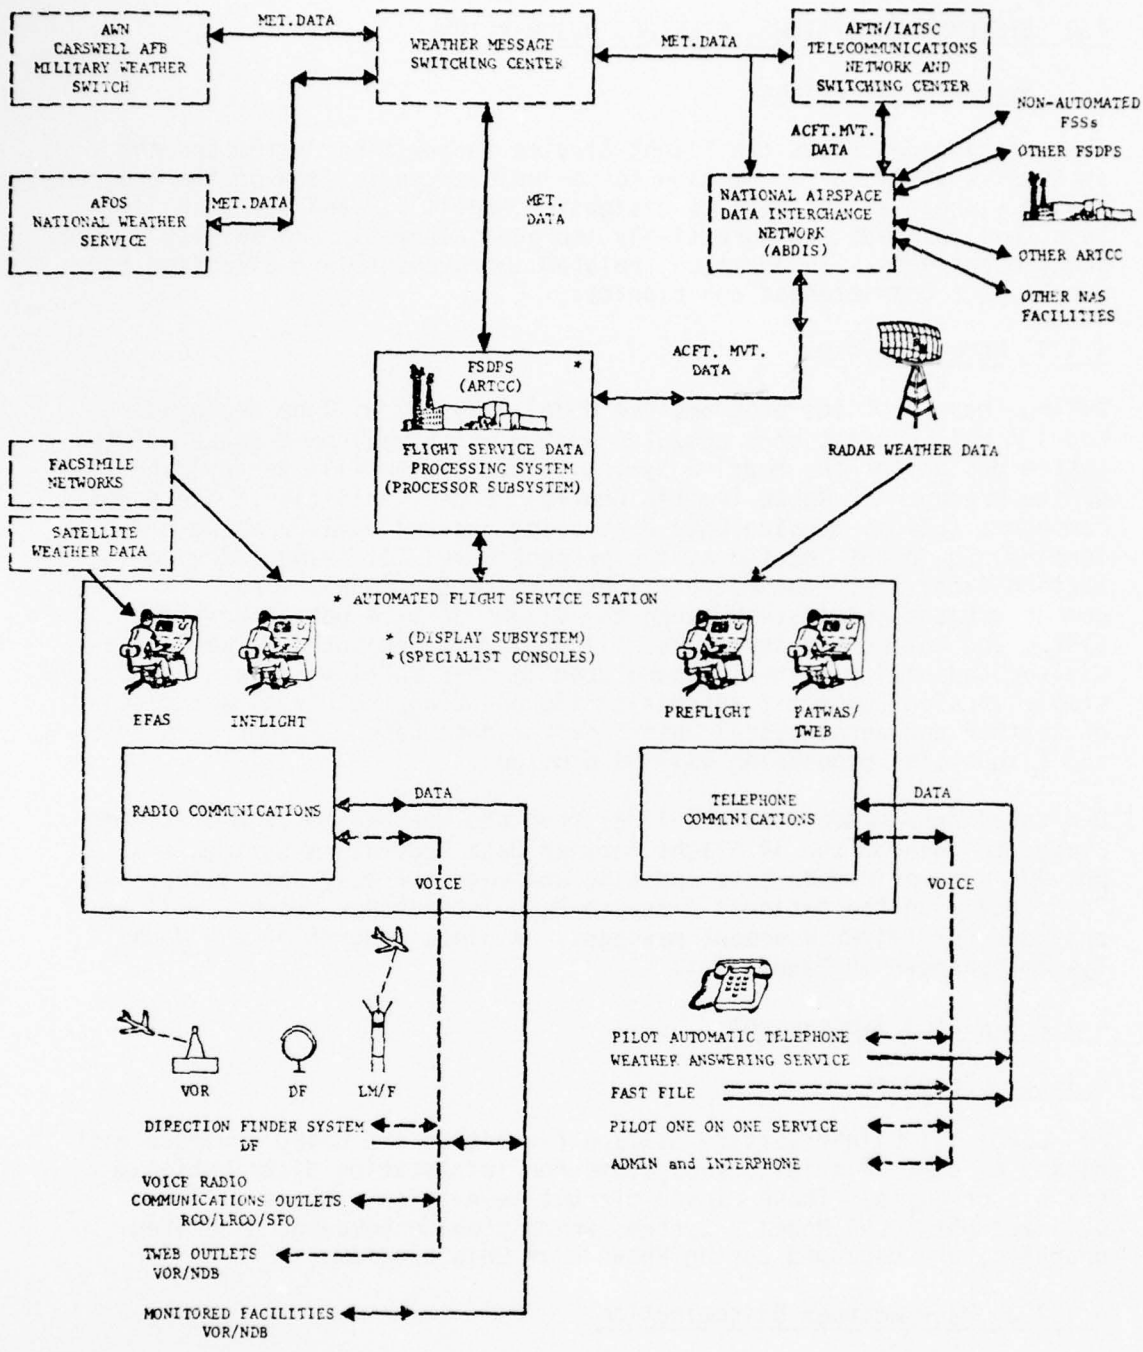 AWN
CARSWELL AFB
MILITARY WEATHER
SWITCH
MET.DATA
WEATHER MESSAGE
SWITCHING CENTER
MET.DATA
AFTN/IATSC
TELECOMMUNICATIONS
NETWORK AND
SWITCHING CENTER
NON-AUTOMATED
FSSs
ACFT.MVT.
DATA
OTHER FSDPS
AFOS
NATIONAL WEATHER
SERVICE
MET.DATA
MET.
DATA
NATIONAL AIRSPACE
DATA INTERCHANGE
NETWORK
(ABDIS)
OTHER ARTCC
OTHER NAS
FACILITIES
FSDPS *
(ARTCC)
FLIGHT SERVICE DATA
PROCESSING SYSTEM
(PROCESSOR SUBSYSTEM)
ACFT. MVT.
DATA
RADAR WEATHER DATA
FACSIMILE
NETWORKS
SATELLITE
WEATHER DATA
* AUTOMATED FLIGHT SERVICE STATION
* (DISPLAY SUBSYSTEM)
*(SPECIALIST CONSOLES)
EFAS
INFLIGHT
PREFLIGHT
PATWAS/
TWEB
RADIO COMMUNICATIONS
DATA
VOICE
TELEPHONE
COMMUNICATIONS
DATA
VOICE
VOR
DF
LM/F
DIRECTION FINDER SYSTEM
DF
VOICE RADIO
COMMUNICATIONS OUTLETS
RCO/LRCO/SFO
TWEB OUTLETS
VOR/NDB
MONITORED FACILITIES
VOR/NDB
PILOT AUTOMATIC TELEPHONE
WEATHER ANSWERING SERVICE
FAST FILE
PILOT ONE ON ONE SERVICE
ADMIN and INTERPHONE